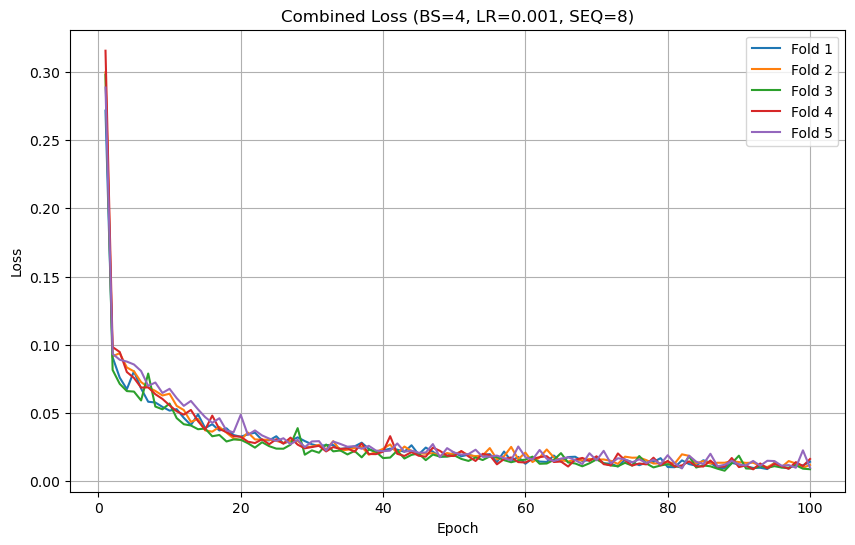 Combined Loss (BS=4, LR=0.001, SEQ=8)
Fold 1
Fold 2
Fold 3
Fold 4
Fold 5
Loss
0.30
0.25
0.20
0.15
0.10
0.05
0.00
0 20 40 60 80 100
Epoch